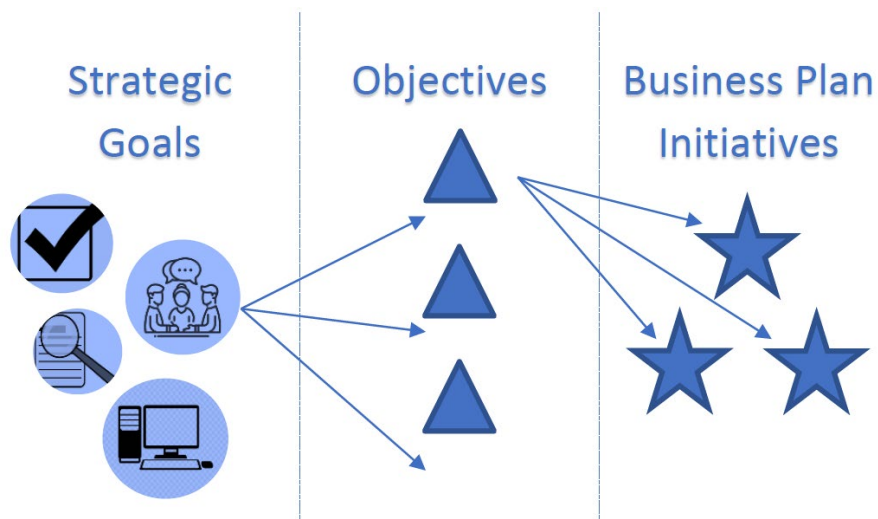 Strategic
Goals
Objectives
Business Plan
Initiatives